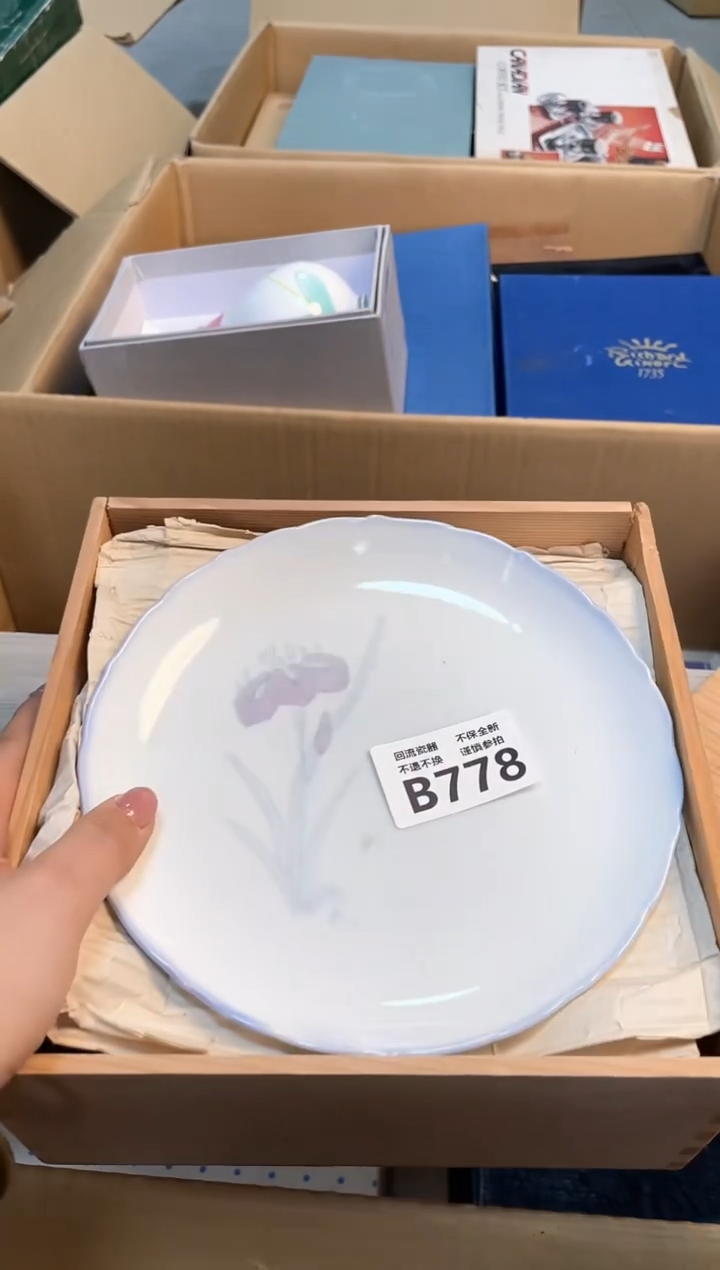 CANADIAN
Richard
Ginori
1735
回流瓷器 不保全新
不退不换 谨慎参拍
B778